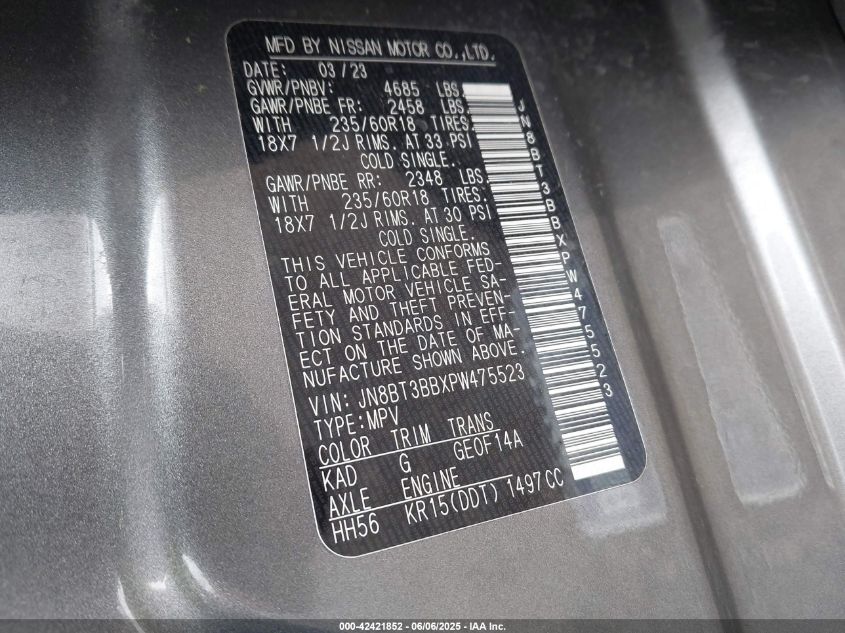 MFD BY NISSAN MOTOR CO.,LTD.
DATE: 03/23
GVWR/PNBV: 4685 LBS.
GAWR/PNBE FR: 2458 LBS.
WITH 235/60R18 TIRES.
18X7 1/2J RIMS. AT 33 PSI
COLD SINGLE.
GAWR/PNBE RR: 2348 LBS.
WITH 235/60R18 TIRES.
18X7 1/2J RIMS. AT 30 PSI
COLD SINGLE.
THIS VEHICLE CONFORMS
TO ALL APPLICABLE FED-
ERAL MOTOR VEHICLE SA-
FETY AND THEFT PREVEN-
TION STANDARDS IN EFF-
ECT ON THE DATE OF MA-
NUFACTURE SHOWN ABOVE.
VIN: JN8BT3BBXPW475523
TYPE:MPV
COLOR TRIM TRANS
KAD G GEOF14A
AXLE ENGINE
HH56 KR15(DDT) 1497CC
JN8BT3BBXPW475523
000-42421852 - 06/06/2025 - IAA Inc.